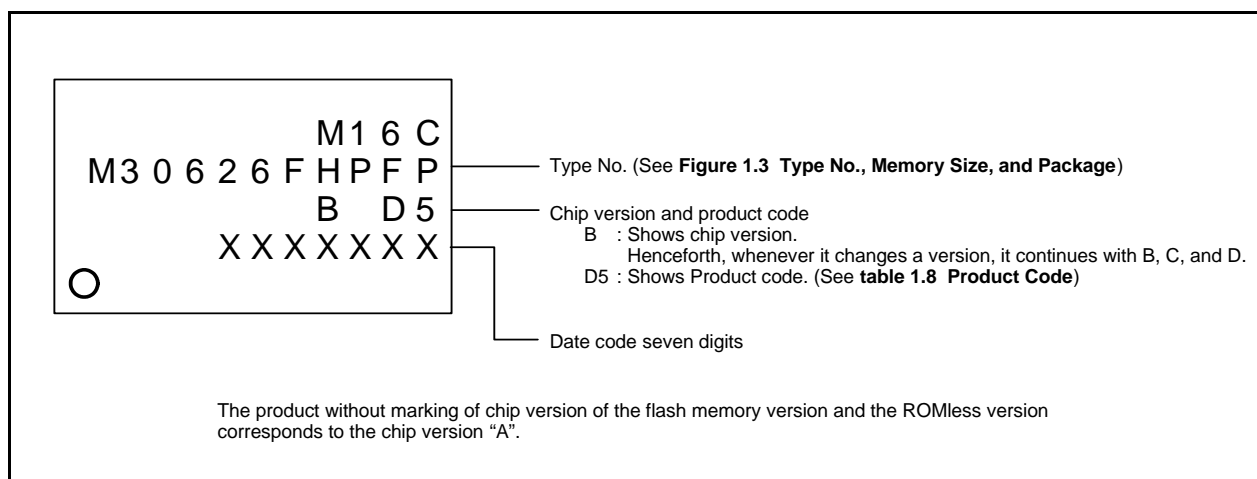 M16C
M30626FHPFP
B D5
XXXXXXX
Type No. (See Figure 1.3 Type No., Memory Size, and Package)
Chip version and product code
B : Shows chip version.
Henceforth, whenever it changes a version, it continues with B, C, and D.
D5 : Shows Product code. (See table 1.8 Product Code)
Date code seven digits
The product without marking of chip version of the flash memory version and the ROMless version
corresponds to the chip version “A”.